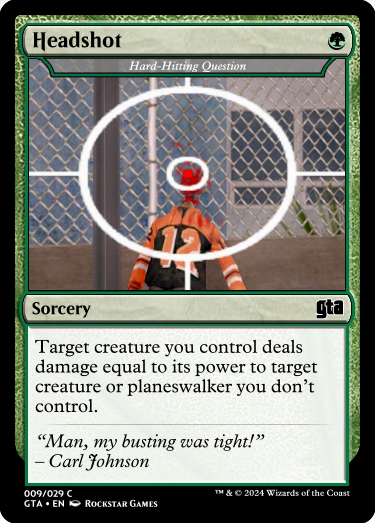 Headshot
Hard-Hitting Question
12
Sorcery
gta
Target creature you control deals
damage equal to its power to target
creature or planeswalker you don't
control.
“Man, my busting was tight!”
– Carl Johnson
009/029 C
GTA • EN Rockstar Games
™ & © 2024 Wizards of the Coast